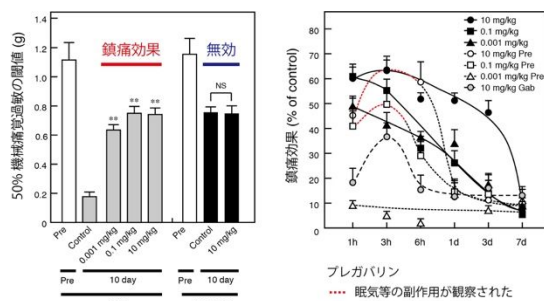 50% 機械痛覚過敏の閾値 (g)
鎮痛効果
無効
1.4
1.2
1.0
0.8
0.6
0.4
0.2
0
**
**
**
NS
Pre
Control
0.001 mg/kg
0.1 mg/kg
10 mg/kg
Pre
Control
10 mg/kg
Pre
10 day
Pre
10 day
鎮痛効果 (% of control)
80
70
60
50
40
30
20
10
0
10 mg/kg
0.1 mg/kg
0.001 mg/kg
10 mg/kg Pre
0.1 mg/kg Pre
0.001 mg/kg Pre
10 mg/kg Gab
1h
3h
6h
1d
3d
7d
プレガバリン
眠気等の副作用が観察された